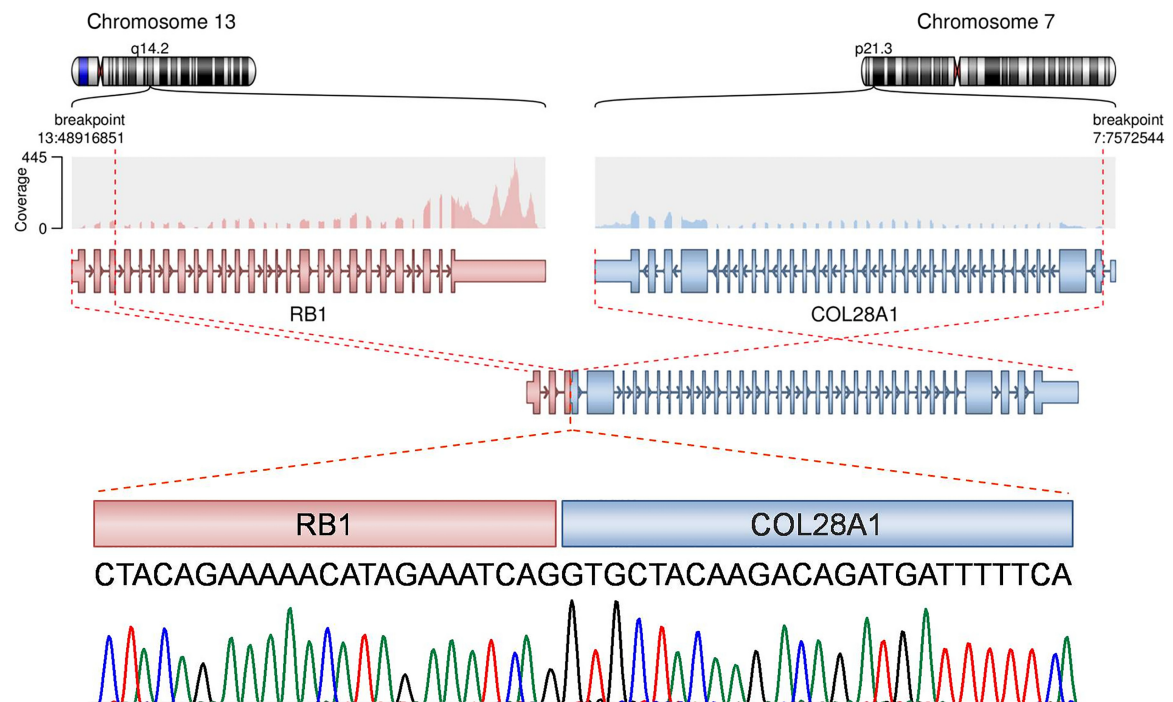 Chromosome 13
Chromosome 7
q14.2
p21.3
breakpoint
13:48916851
breakpoint
7:7572544
445
Coverage
0
RB1
COL28A1
RB1
COL28A1
CTACAGAAAAACATAGAAATCAGGTGCTACAAGACAGATGATTTTTCA